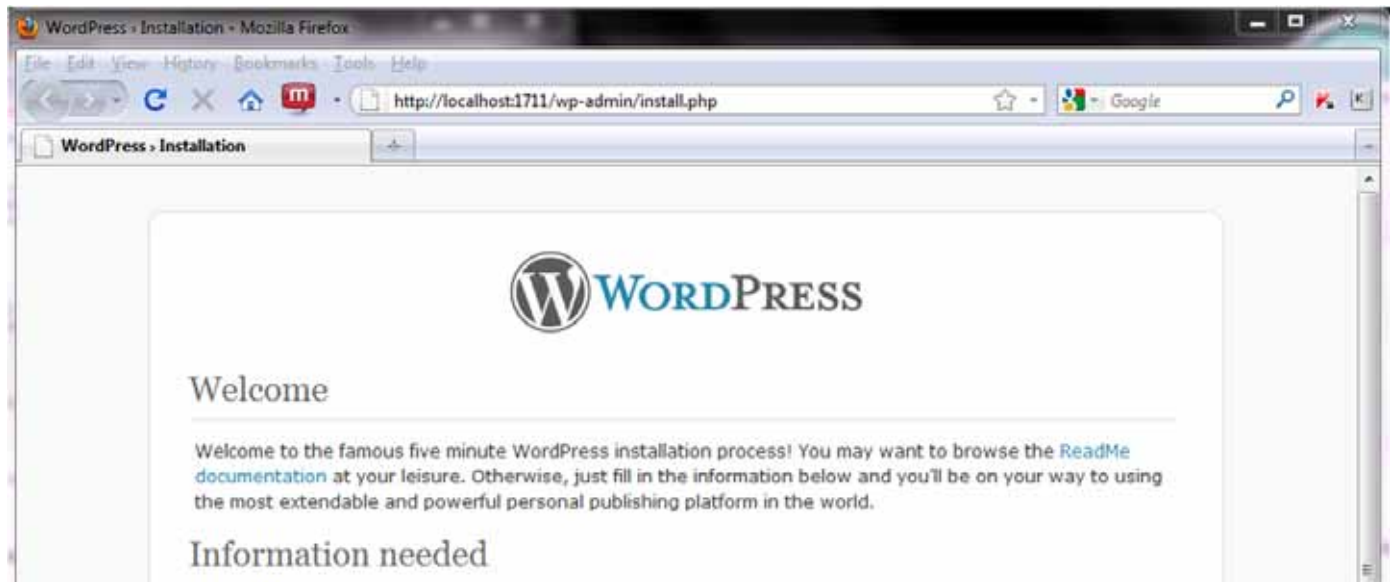 WordPress › Installation - Mozilla Firefox
File Edit View History Bookmarks Tools Help
http://localhost:1711/wp-admin/install.php
Google
WordPress › Installation
WORDPRESS
Welcome
Welcome to the famous five minute WordPress installation process! You may want to browse the ReadMe
documentation at your leisure. Otherwise, just fill in the information below and you'll be on your way to using
the most extendable and powerful personal publishing platform in the world.
Information needed